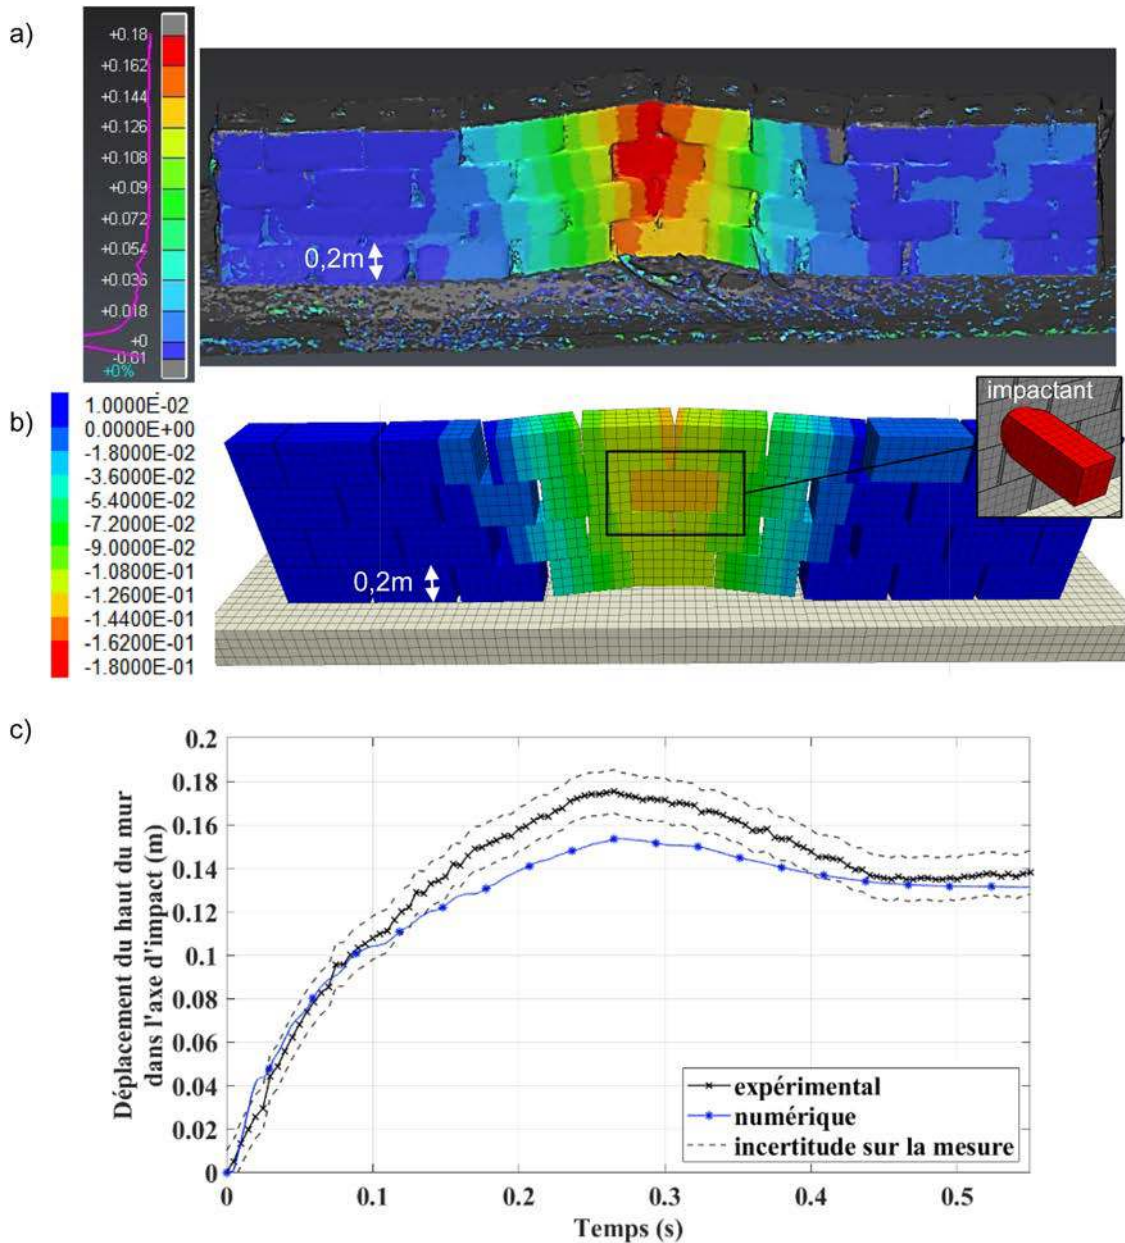 a)
+0.18
+0.162
+0.144
+0.126
+0.108
+0.09
+0.072
+0.054
+0.036
+0.018
+0
-0.01
+0%
0,2m
b)
1.0000E-02
0.0000E+00
-1.8000E-02
-3.6000E-02
-5.4000E-02
-7.2000E-02
-9.0000E-02
-1.0800E-01
-1.2600E-01
-1.4400E-01
-1.6200E-01
-1.8000E-01
impactant
0,2m
c)
Déplacement du haut du mur
dans l'axe d'impact (m)
0.2
0.18
0.16
0.14
0.12
0.1
0.08
0.06
0.04
0.02
0
expérimental
numérique
incertitude sur la mesure
0 0.1 0.2 0.3 0.4 0.5
Temps (s)